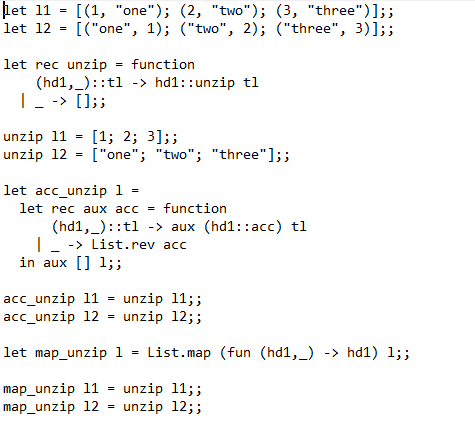 let l1 = [(1, "one"); (2, "two"); (3, "three")];;
let l2 = [("one", 1); ("two", 2); ("three", 3)];;

let rec unzip = function
    (hd1,_)::tl -> hd1::unzip tl
  | _ -> [];;

unzip l1 = [1; 2; 3];;
unzip l2 = ["one"; "two"; "three"];;

let acc_unzip l =
  let rec aux acc = function
      (hd1,_)::tl -> aux (hd1::acc) tl
    | _ -> List.rev acc
  in aux [] l;;

acc_unzip l1 = unzip l1;;
acc_unzip l2 = unzip l2;;

let map_unzip l = List.map (fun (hd1,_) -> hd1) l;;

map_unzip l1 = unzip l1;;
map_unzip l2 = unzip l2;;